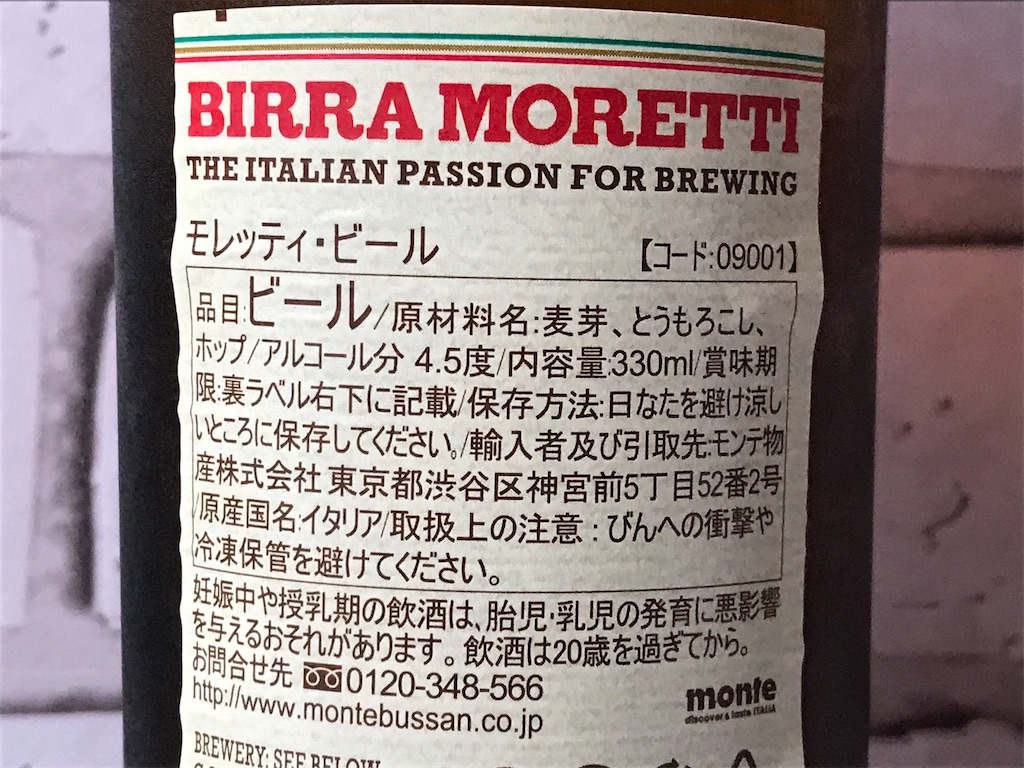 BIRRA MORETTI
THE ITALIAN PASSION FOR BREWING
モレッティ・ビール 【コード:09001】
品目:ビール/原材料名:麦芽、とうもろこし、
ホップ/アルコール分 4.5度/内容量:330ml/賞味期
限:裏ラベル右下に記載/保存方法:日なたを避け涼し
いところに保存してください。/輸入者及び引取先:モンテ物
産株式会社 東京都渋谷区神宮前5丁目52番2号
/原産国名:イタリア/取扱上の注意:びんへの衝撃や
冷凍保管を避けてください。
妊娠中や授乳期の飲酒は、胎児・乳児の発育に悪影響
を与えるおそれがあります。飲酒は20歳を過ぎてから。
お問合せ先 0120-348-566
http://www.montebussan.co.jp
monte
discover & taste ITALIA
BREWERY: SEE BELOW